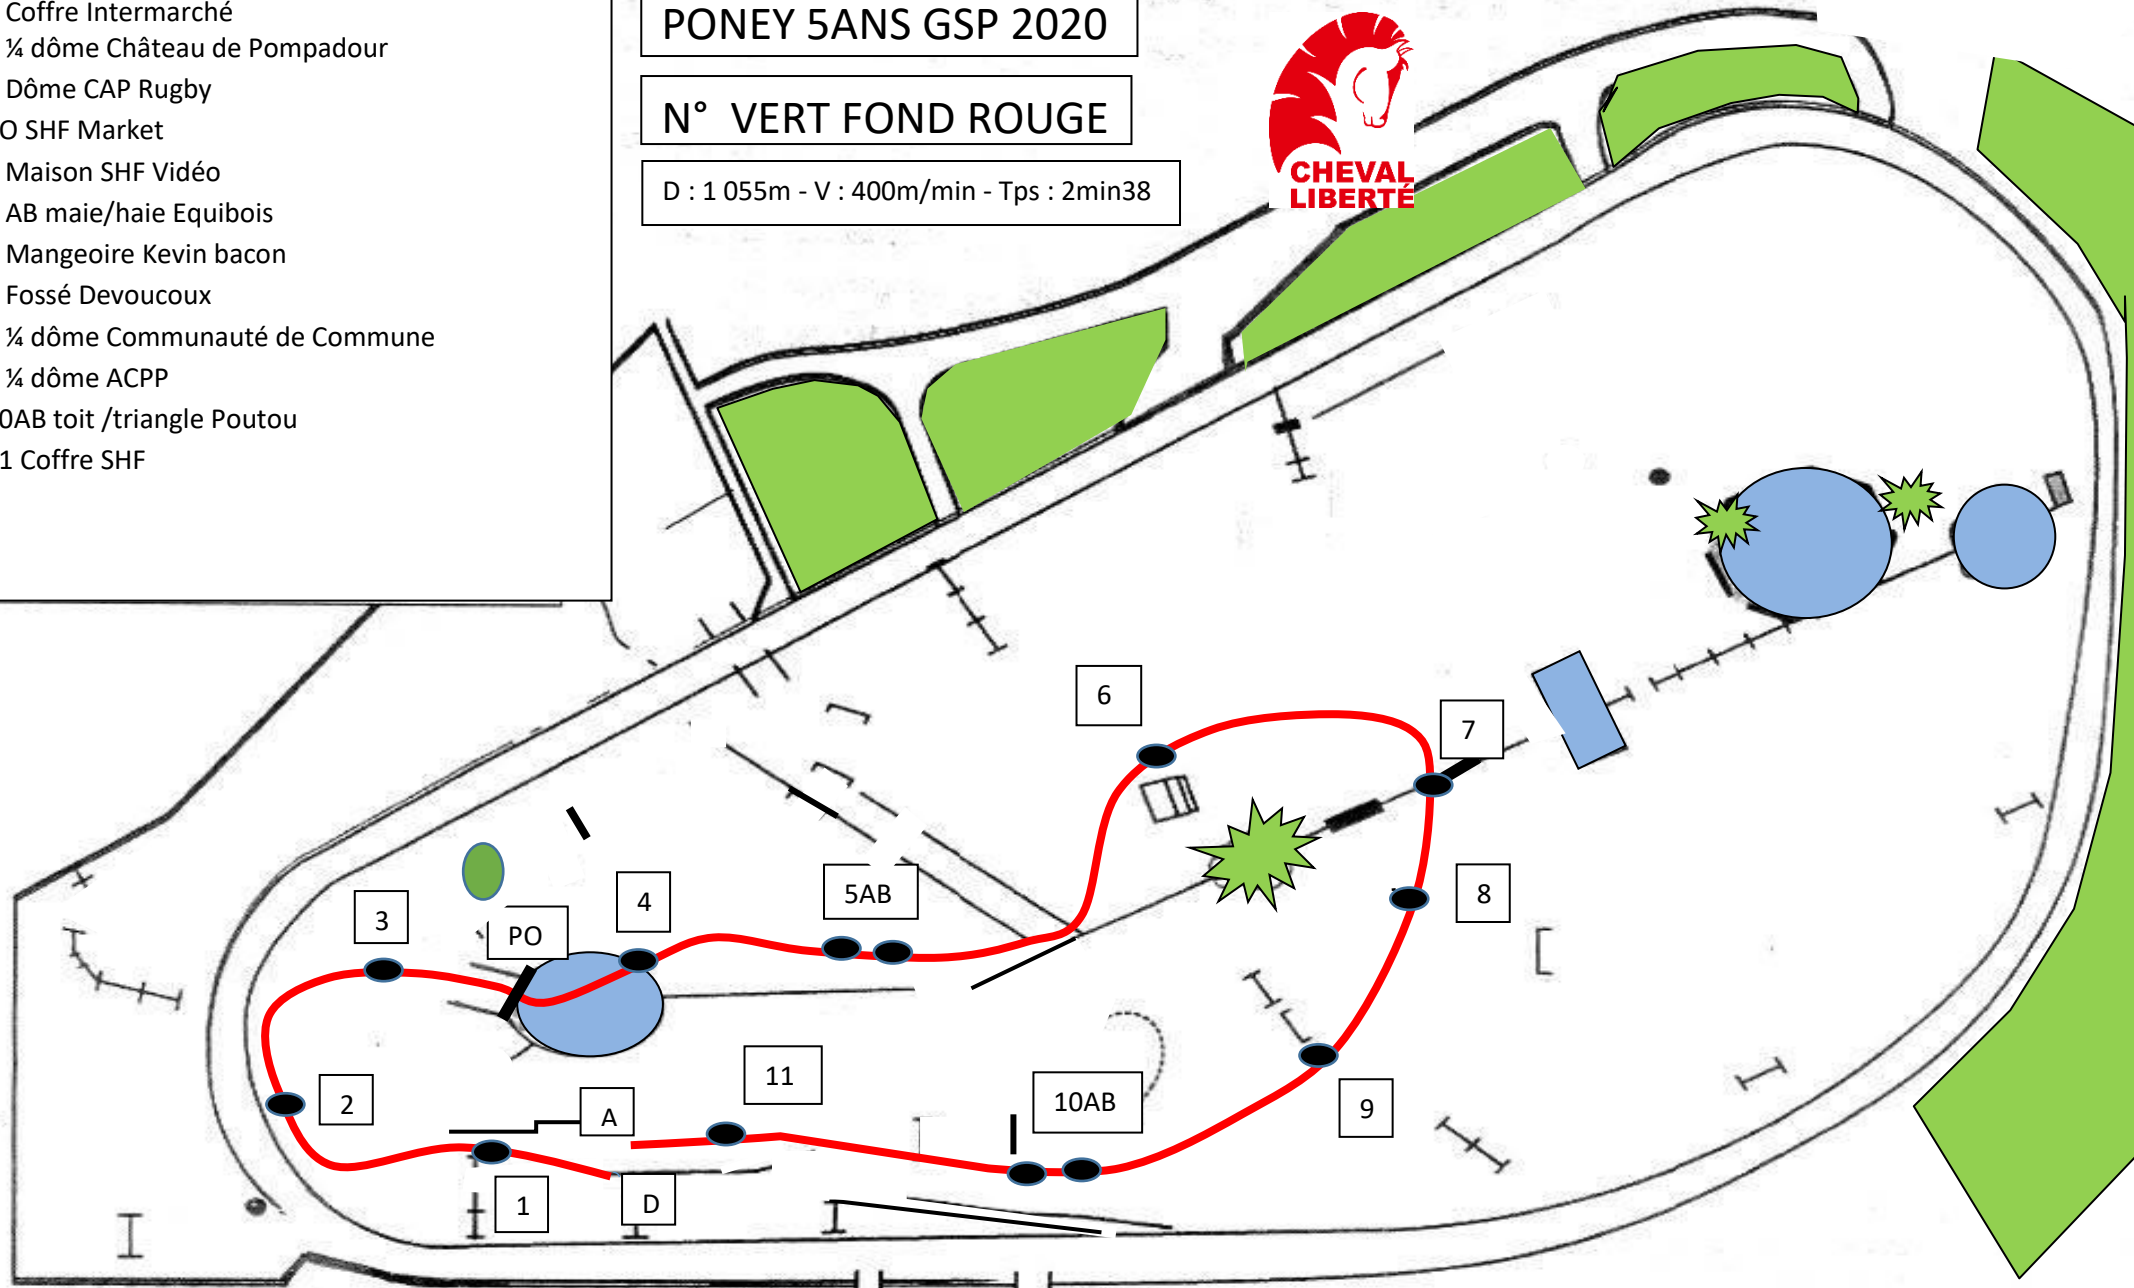 Coffre Intermarché
¼ dôme Château de Pompadour
Dôme CAP Rugby
O SHF Market
Maison SHF Vidéo
AB maie/haie Equibois
Mangeoire Kevin bacon
Fossé Devoucoux
¼ dôme Communauté de Commune
¼ dôme ACPP
0AB toit /triangle Poutou
1 Coffre SHF
PONEY 5ANS GSP 2020
N° VERT FOND ROUGE
D : 1 055m - V : 400m/min - Tps : 2min38
CHEVAL
LIBERTÉ
6
7
5AB
8
4
3
PO
11
10AB
2
A
9
1
D